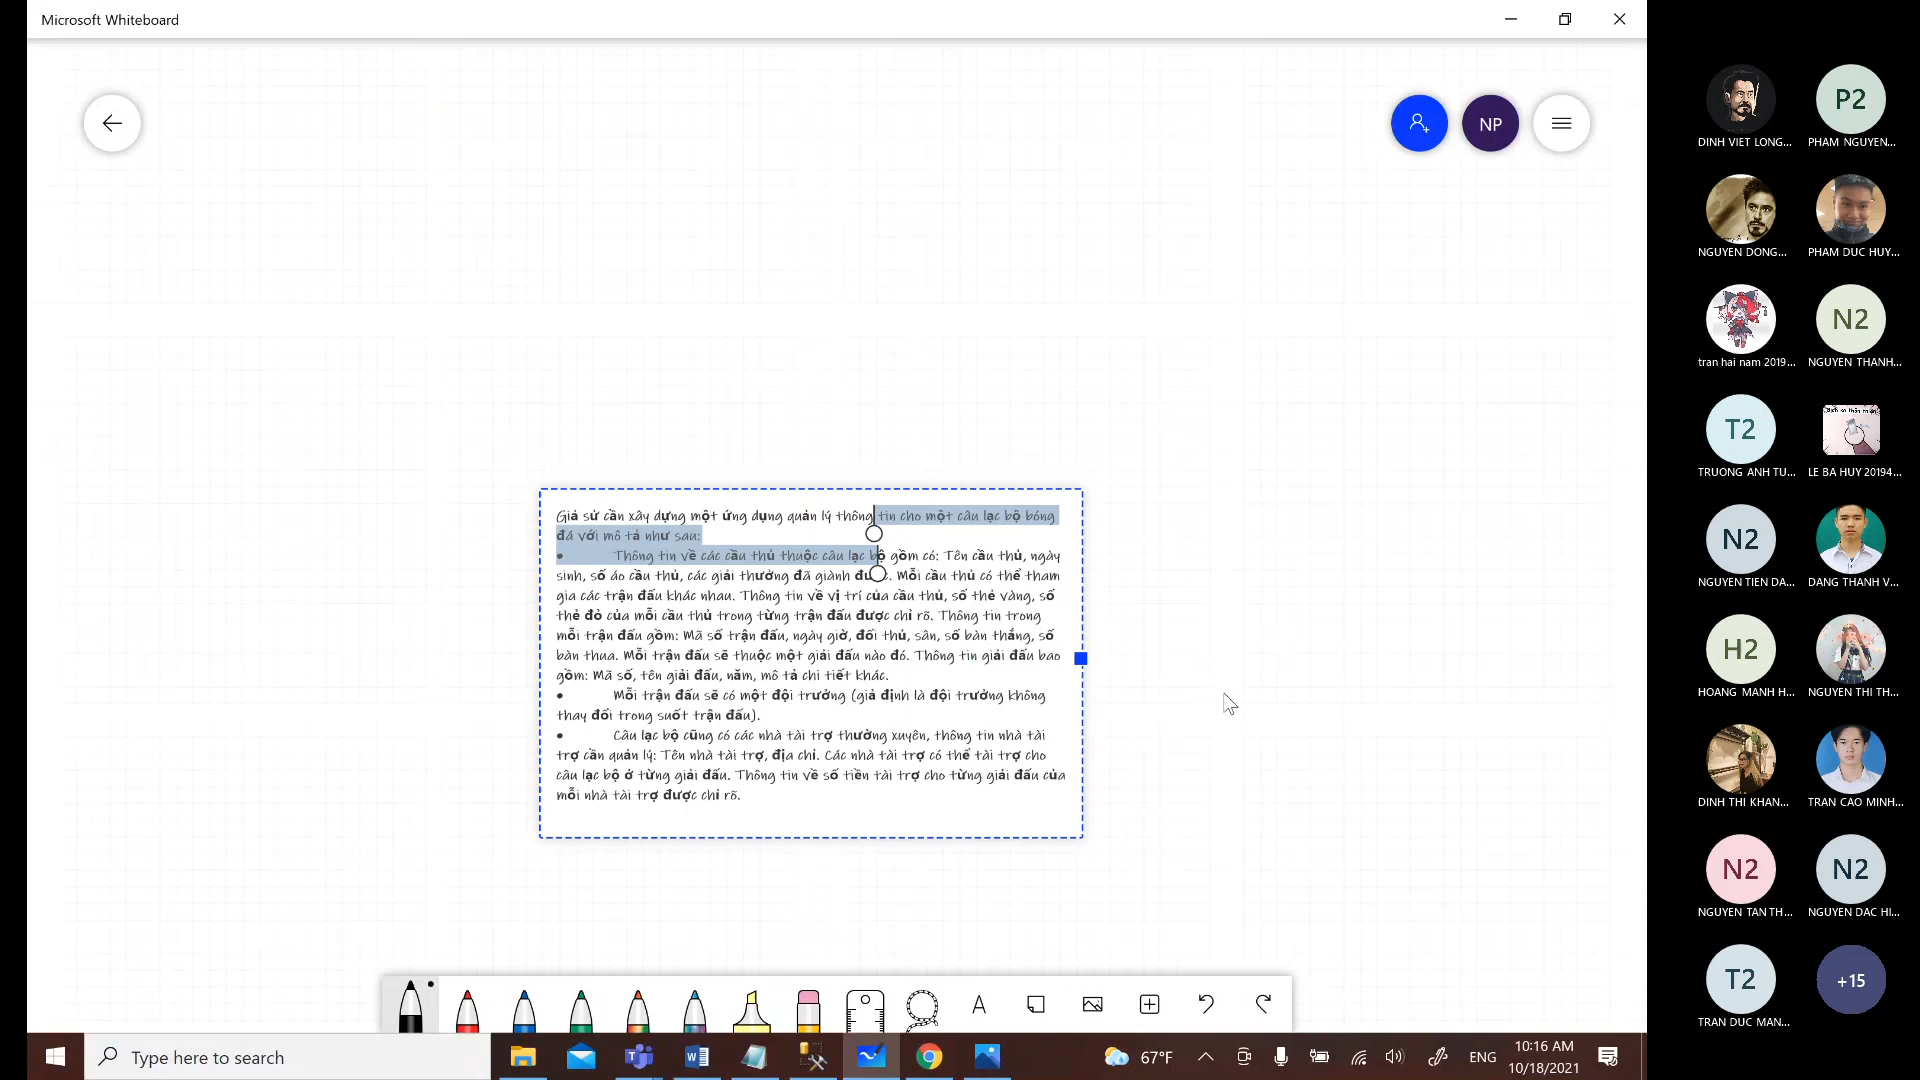 Microsoft Whiteboard
NP
Giả sử cần xây dựng một ứng dụng quản lý thông tin cho một câu lạc bộ bóng
đá với mô tả như sau:
• Thông tin về các cầu thủ thuộc câu lạc bộ gồm có: Tên cầu thủ, ngày
sinh, số áo cầu thủ, các giải thưởng đã giành được. Mỗi cầu thủ có thể tham
gia các trận đấu khác nhau. Thông tin về vị trí của cầu thủ, số thẻ vàng, số
thẻ đỏ của mỗi cầu thủ trong từng trận đấu được chỉ rõ. Thông tin trong
mỗi trận đấu gồm: Mã số trận đấu, ngày giờ, đối thủ, sân, số bàn thắng, số
bàn thua. Mỗi trận đấu sẽ thuộc một giải đấu nào đó. Thông tin giải đấu bao
gồm: Mã số, tên giải đấu, năm, mô tả chi tiết khác.
• Mỗi trận đấu sẽ có một đội trưởng (giả định là đội trưởng không
thay đổi trong suốt trận đấu).
• Câu lạc bộ cũng có các nhà tài trợ thường xuyên, thông tin nhà tài
trợ cần quản lý: Tên nhà tài trợ, địa chỉ. Các nhà tài trợ có thể tài trợ cho
câu lạc bộ ở từng giải đấu. Thông tin về số tiền tài trợ cho từng giải đấu của
mỗi nhà tài trợ được chỉ rõ.
P2
DINH VIET LONG... PHAM NGUYEN...
NGUYEN DONG... PHAM DUC HUY...
N2
tran hai nam 2019... NGUYEN THANH...
T2
TRUONG ANH TU... LE BA HUY 20194...
N2
NGUYEN TIEN DA... DANG THANH V...
H2
HOANG MANH H... NGUYEN THI TH...
DINH THI KHAN... TRAN CAO MINH...
N2 N2
NGUYEN TAN TH... NGUYEN DAC HI...
T2 +15
TRAN DUC MAN...
A
Type here to search
67°F
ENG
10:16 AM
10/18/2021